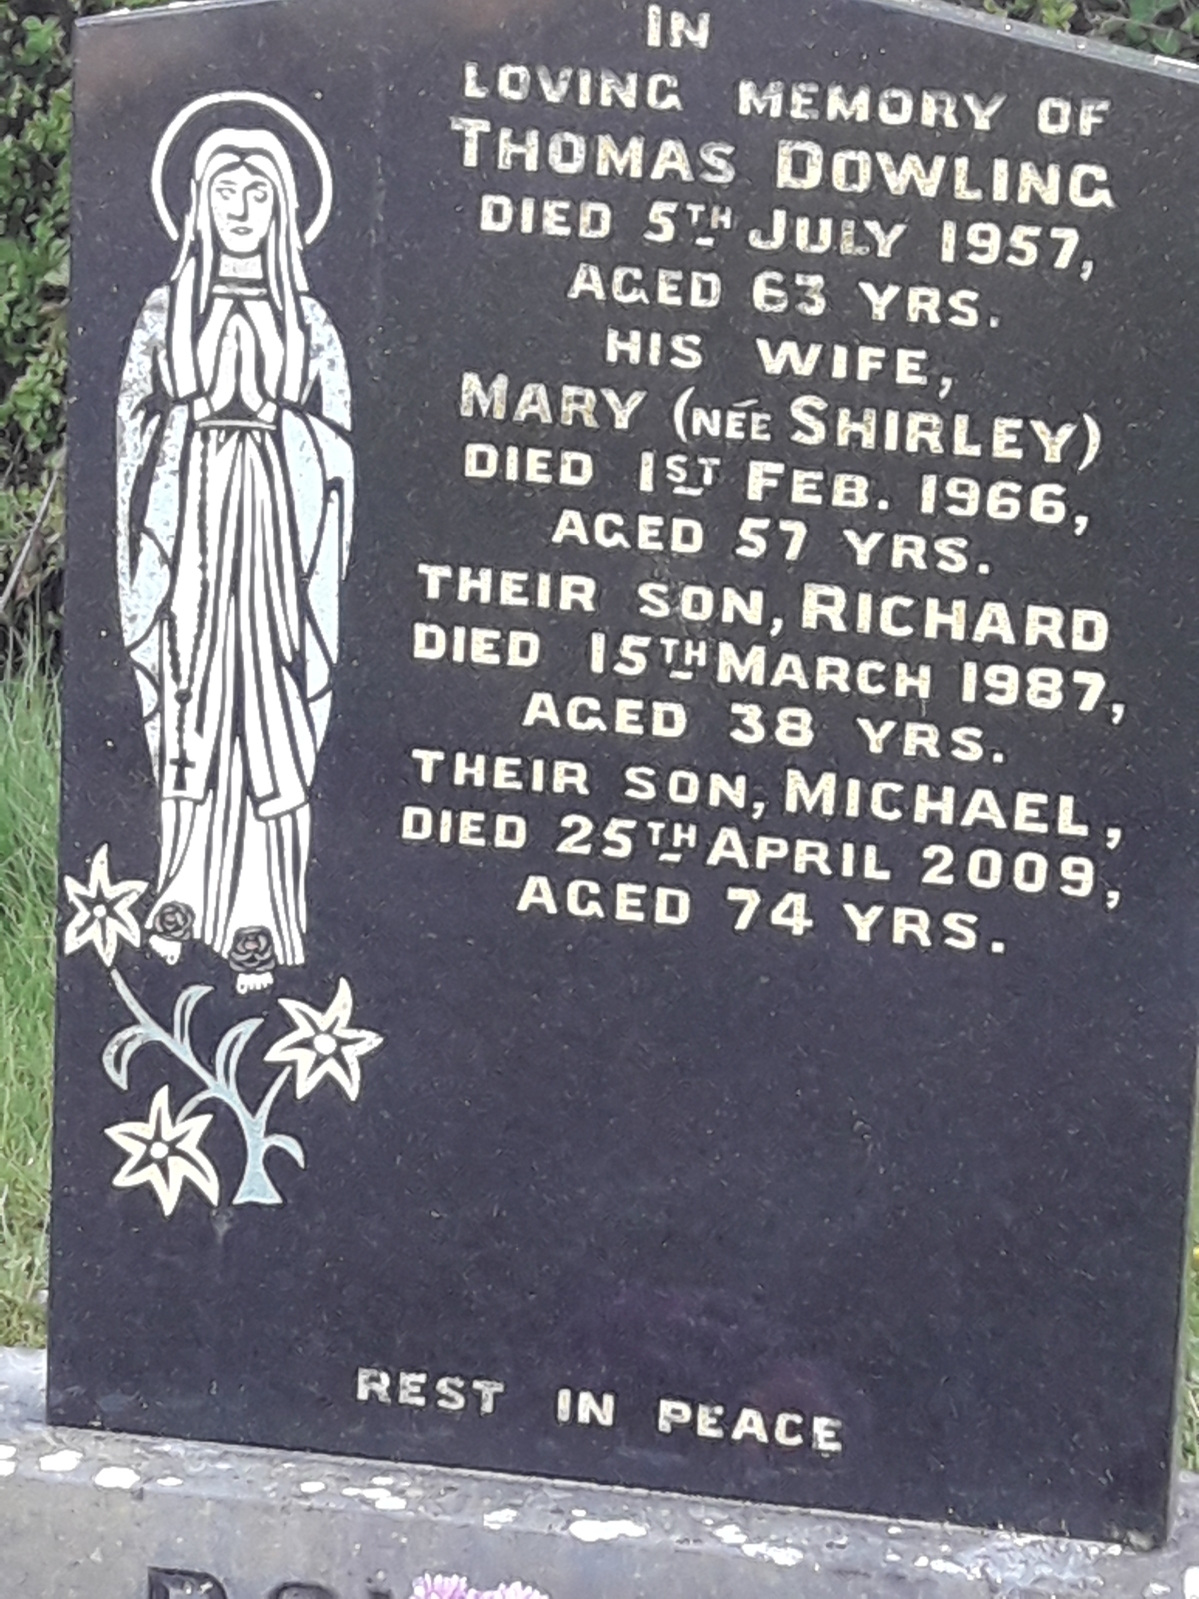 IN
LOVING MEMORY OF
THOMAS DOWLING
DIED 5TH JULY 1957,
AGED 63 YRS.
HIS WIFE,
MARY (NÉE SHIRLEY)
DIED 1ST FEB. 1966,
AGED 57 YRS.
THEIR SON, RICHARD
DIED 15TH MARCH 1987,
AGED 38 YRS.
THEIR SON, MICHAEL,
DIED 25TH APRIL 2009,
AGED 74 YRS.
REST IN PEACE